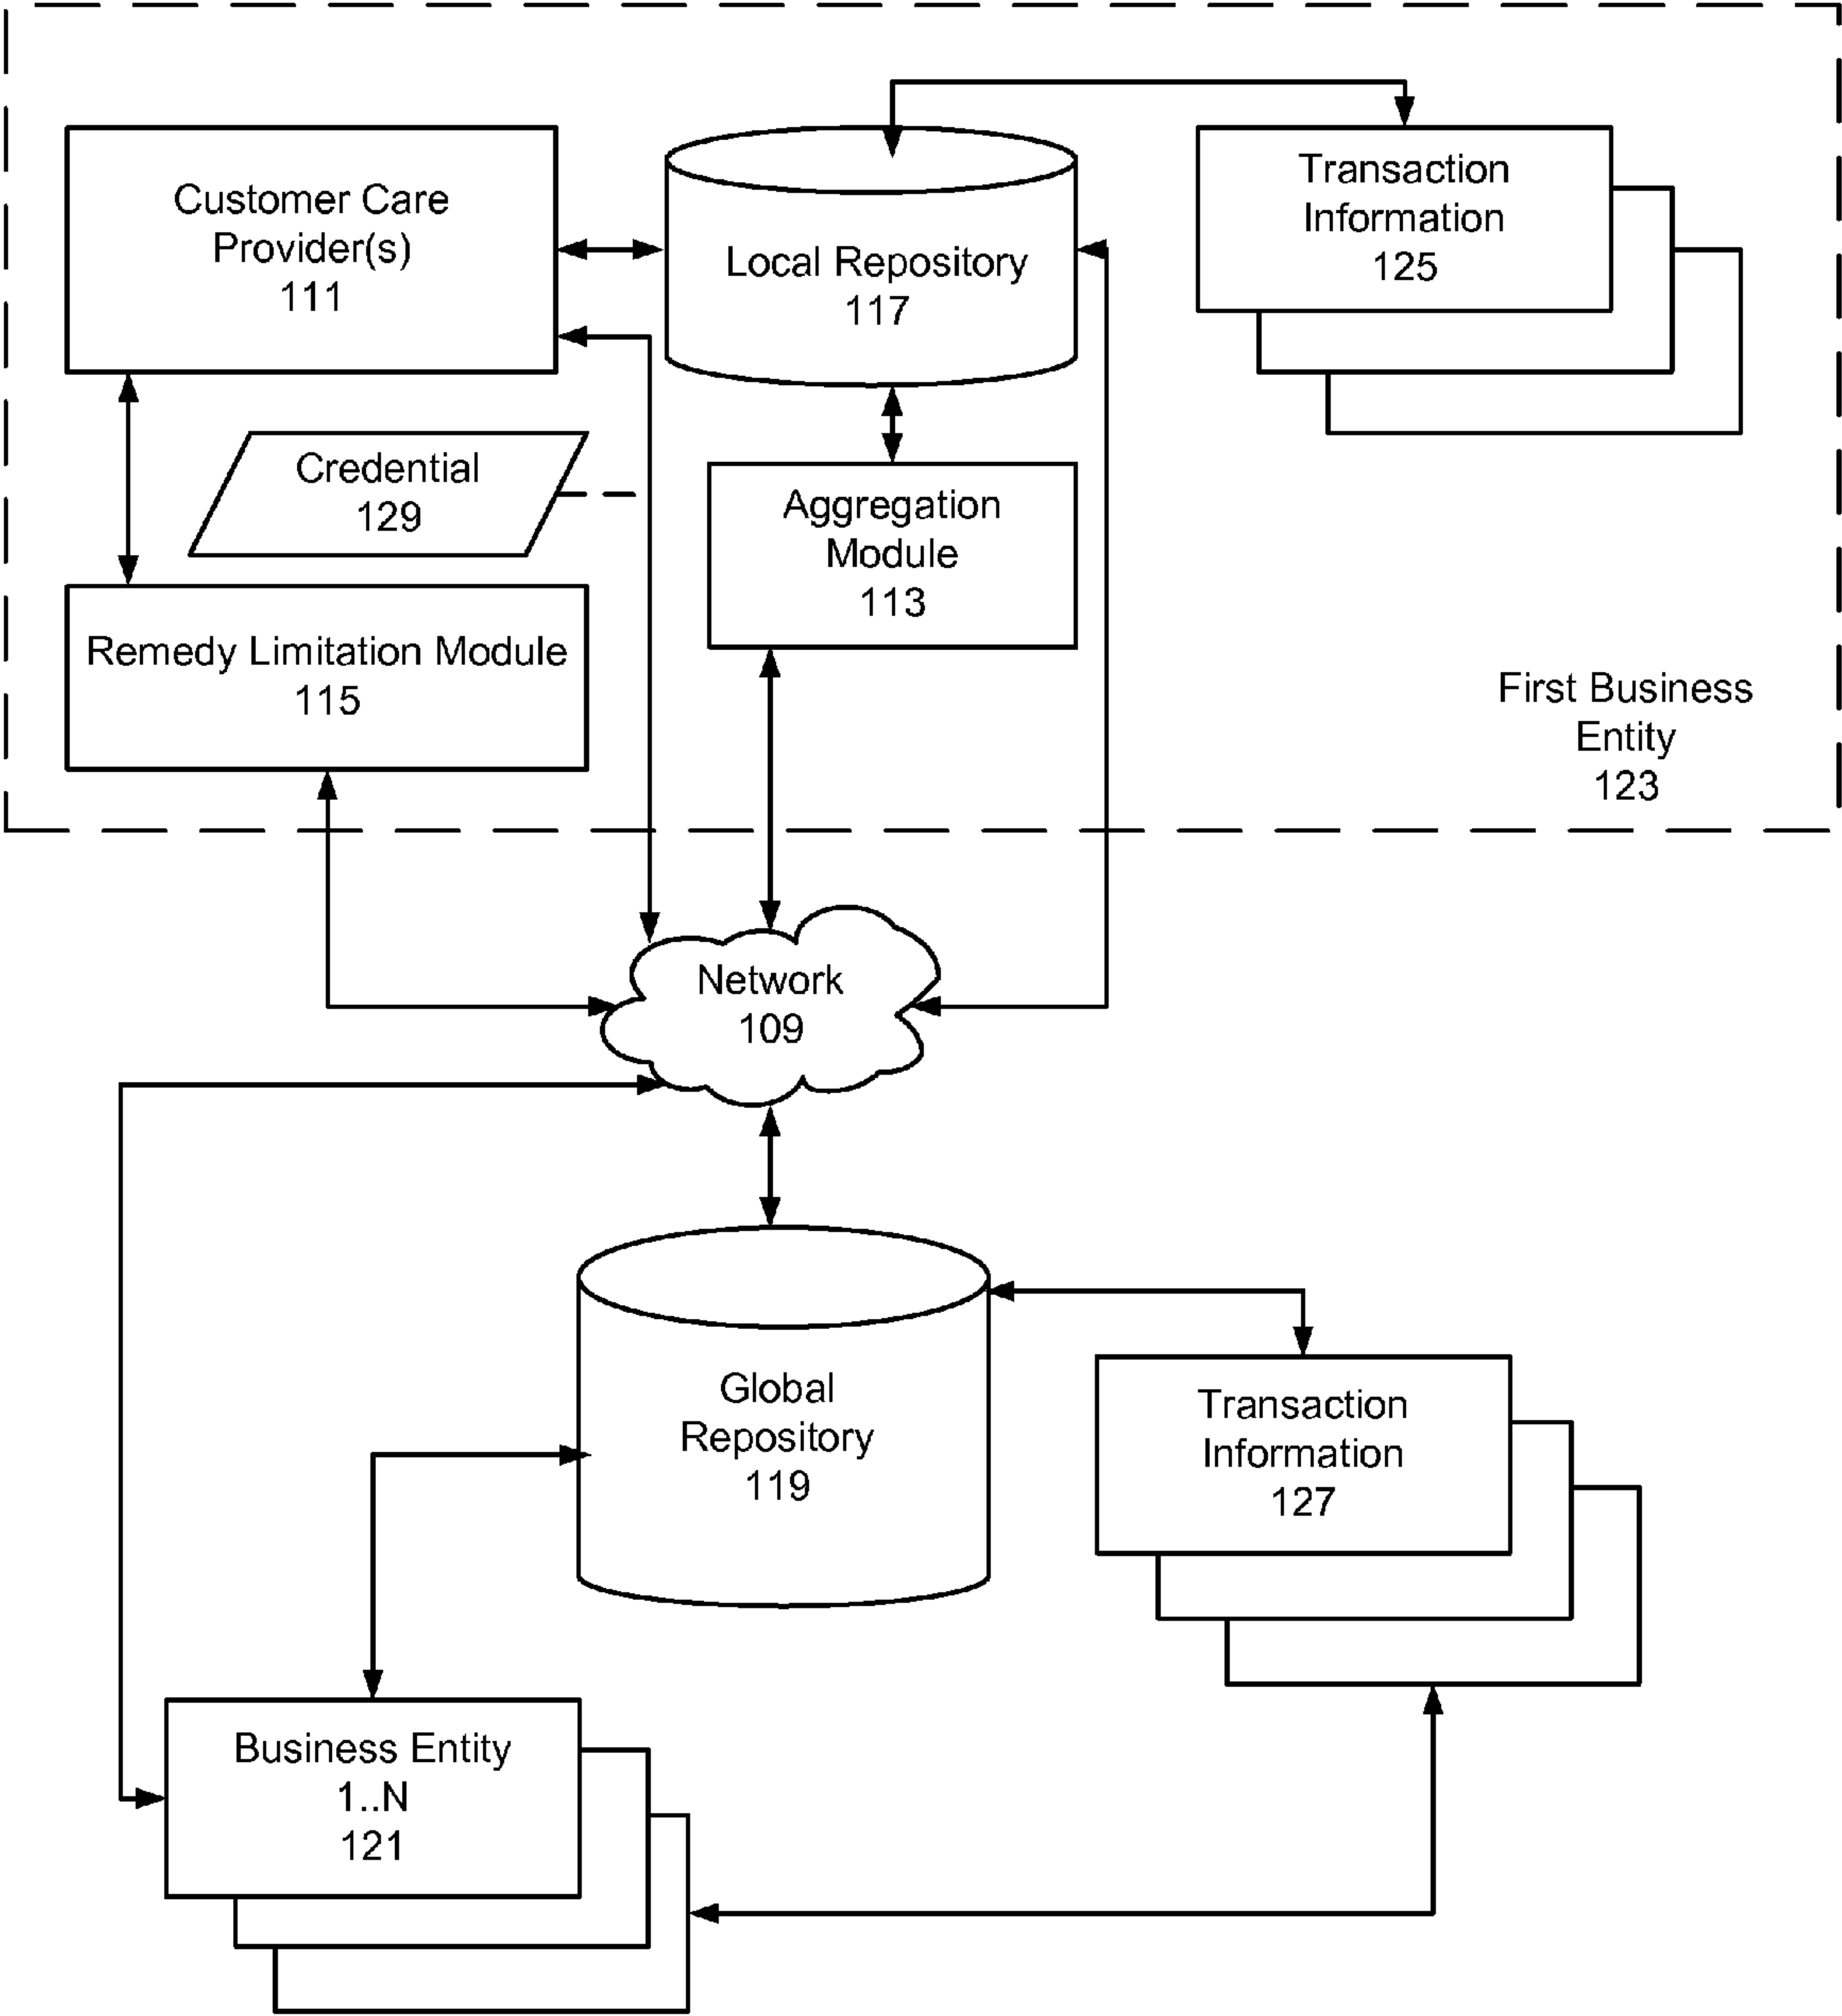 Customer Care
Provider(s)
111
Local Repository
117
Transaction
Information
125
Credential
129
Aggregation
Module
113
Remedy Limitation Module
115
First Business
Entity
123
Network
109
Global
Repository
119
Transaction
Information
127
Business Entity
1..N
121